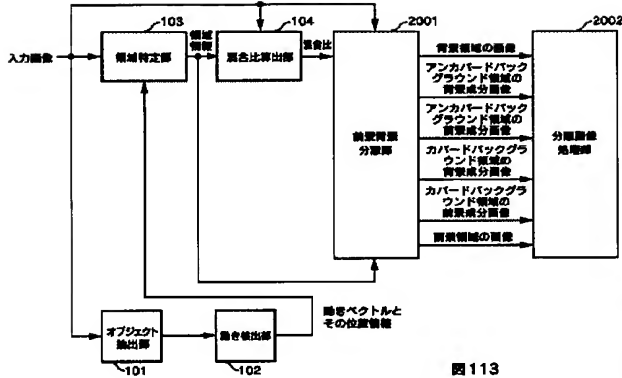 103
104
2001
2002
入力画像
領域特定部
領域
情報
混合比算出部
混合比
前景背景
分離部
背景領域の画像
アンカバードバック
グラウンド領域の
背景成分画像
アンカバードバック
グラウンド領域の
前景成分画像
カバードバックグラ
ウンド領域の
背景成分画像
カバードバックグラ
ウンド領域の
前景成分画像
前景領域の画像
分離画像
処理部
動きベクトルと
その位置情報
オブジェクト
抽出部
動き検出部
101
102
図113